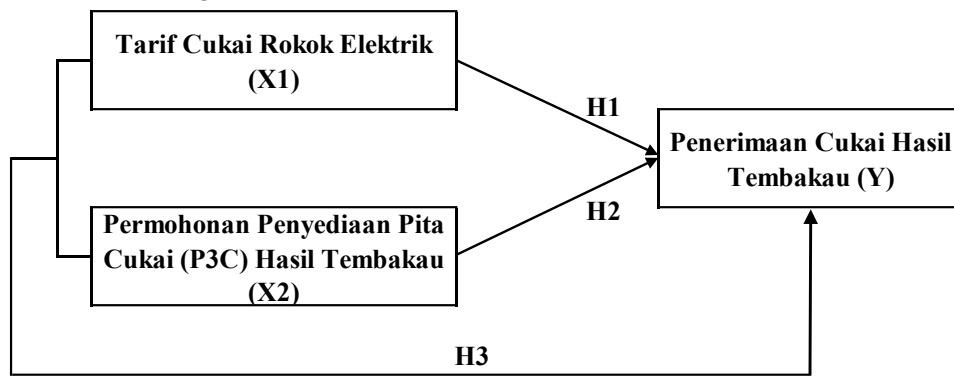 Tarif Cukai Rokok Elektrik
(X1)
H1
Penerimaan Cukai Hasil
Tembakau (Y)
Permohonan Penyediaan Pita
Cukai (P3C) Hasil Tembakau
(X2)
H2
H3